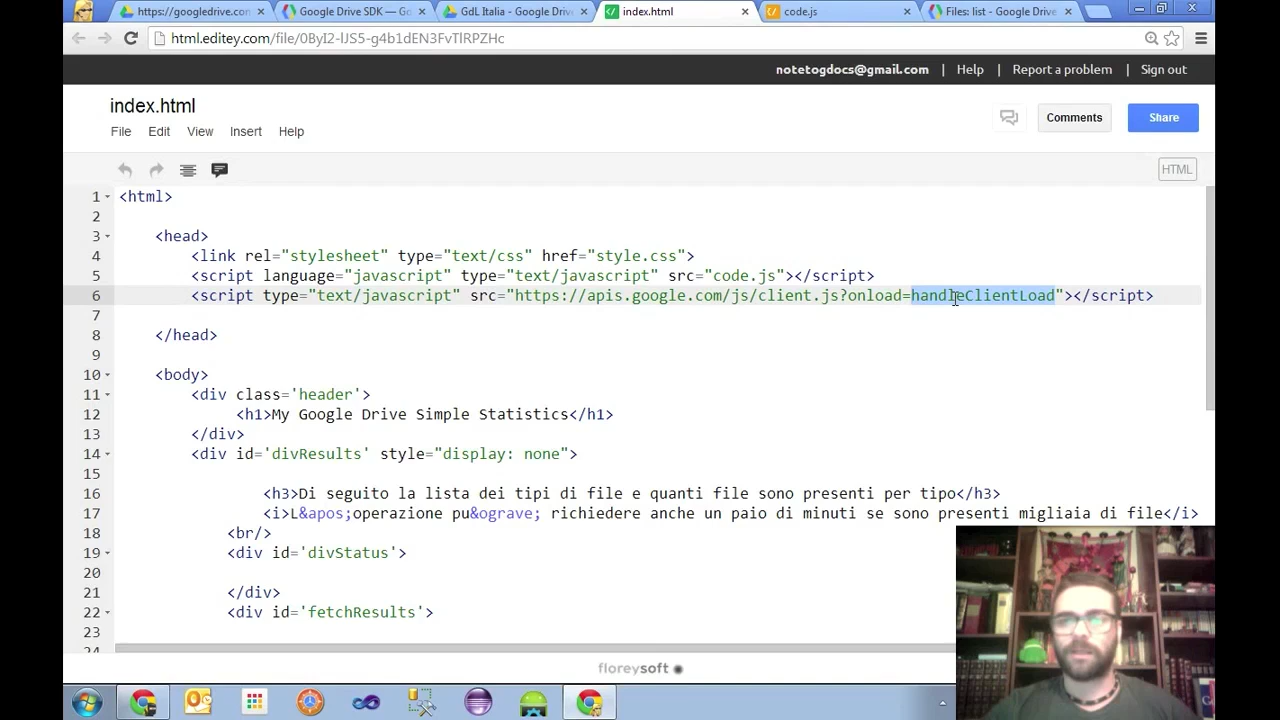 https://googledrive.con
Google Drive SDK — Go
GdL Italia - Google Drive
index.html
code.js
Files: list - Google Drive
html.editey.com/file/0ByI2-lJS5-g4b1dEN3FvTlRPZHc
notetogdocs@gmail.com | Help | Report a problem | Sign out
index.html
File Edit View Insert Help
Comments
Share
HTML
1 <html>
2
3 <head>
4 <link rel="stylesheet" type="text/css" href="style.css">
5 <script language="javascript" type="text/javascript" src="code.js"></script>
6 <script type="text/javascript" src="https://apis.google.com/js/client.js?onload=handleClientLoad"></script>
7
8 </head>
9
10 <body>
11 <div class='header'>
12 <h1>My Google Drive Simple Statistics</h1>
13 </div>
14 <div id='divResults' style="display: none">
15
16 <h3>Di seguito la lista dei tipi di file e quanti file sono presenti per tipo</h3>
17 <i>L&apos;operazione pu&ograve; richiedere anche un paio di minuti se sono presenti migliaia di file</i>
18 <br/>
19 <div id='divStatus'>
20
21 </div>
22 <div id='fetchResults'>
23
24
floreysoft